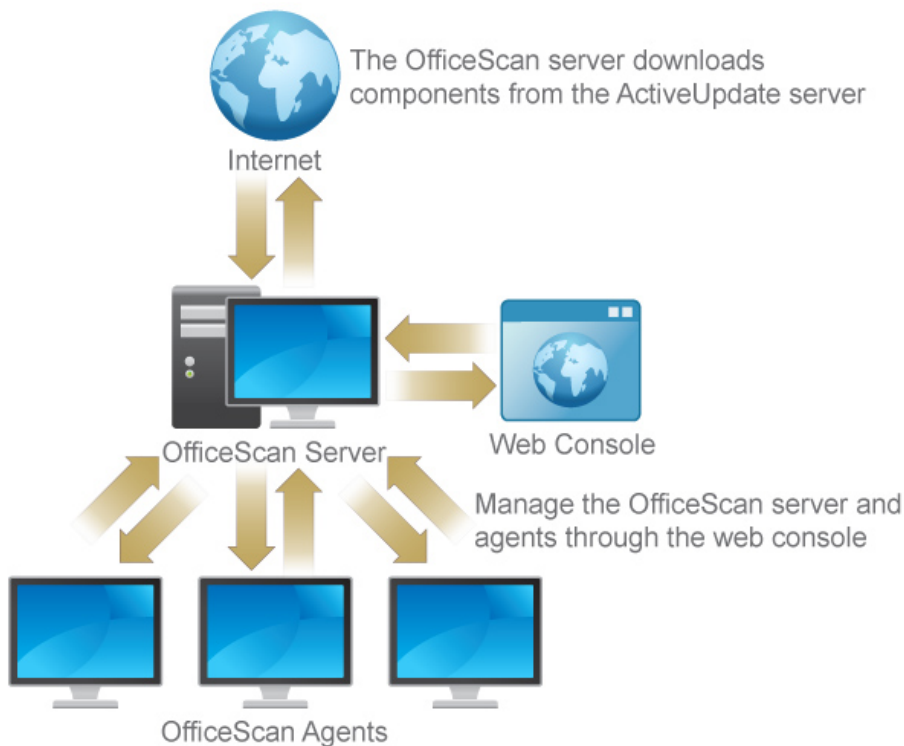 The OfficeScan server downloads
components from the ActiveUpdate server
Internet
OfficeScan Server
Web Console
Manage the OfficeScan server and
agents through the web console
OfficeScan Agents